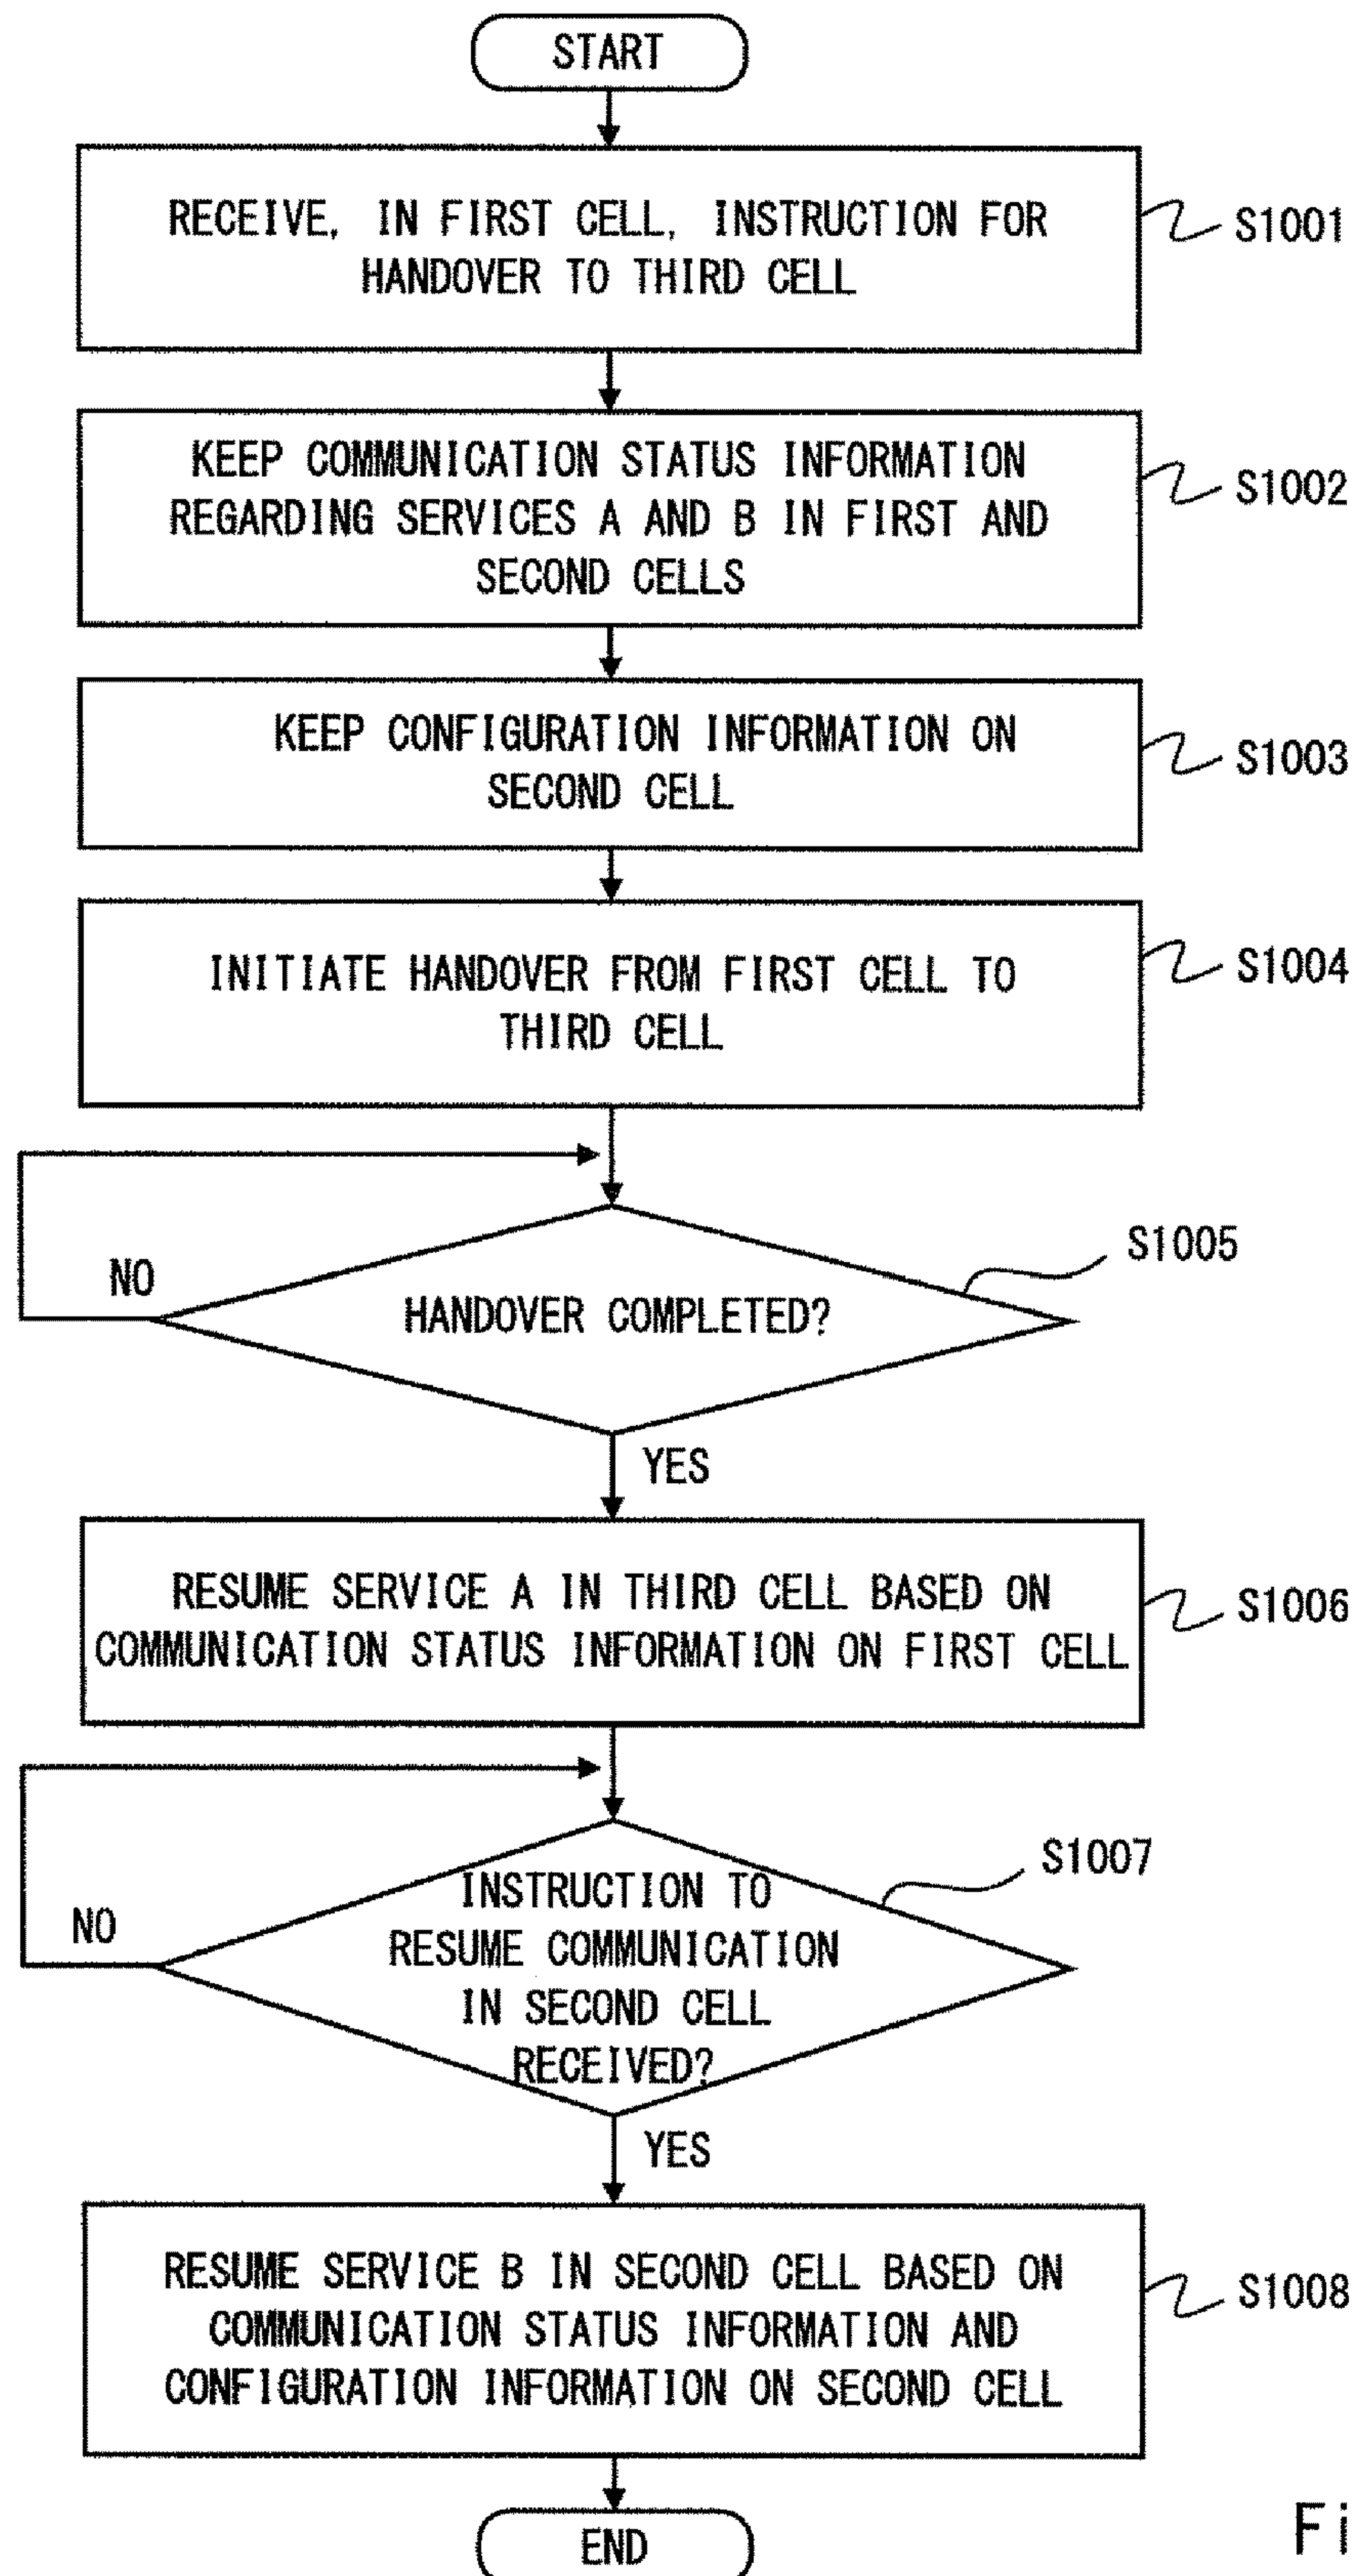 START
RECEIVE, IN FIRST CELL, INSTRUCTION FOR
HANDOVER TO THIRD CELL
S1001
KEEP COMMUNICATION STATUS INFORMATION
REGARDING SERVICES A AND B IN FIRST AND
SECOND CELLS
S1002
KEEP CONFIGURATION INFORMATION ON
SECOND CELL
S1003
INITIATE HANDOVER FROM FIRST CELL TO
THIRD CELL
S1004
S1005
NO
HANDOVER COMPLETED?
YES
RESUME SERVICE A IN THIRD CELL BASED ON
COMMUNICATION STATUS INFORMATION ON FIRST CELL
S1006
S1007
NO
INSTRUCTION TO
RESUME COMMUNICATION
IN SECOND CELL
RECEIVED?
YES
RESUME SERVICE B IN SECOND CELL BASED ON
COMMUNICATION STATUS INFORMATION AND
CONFIGURATION INFORMATION ON SECOND CELL
S1008
END
Fi